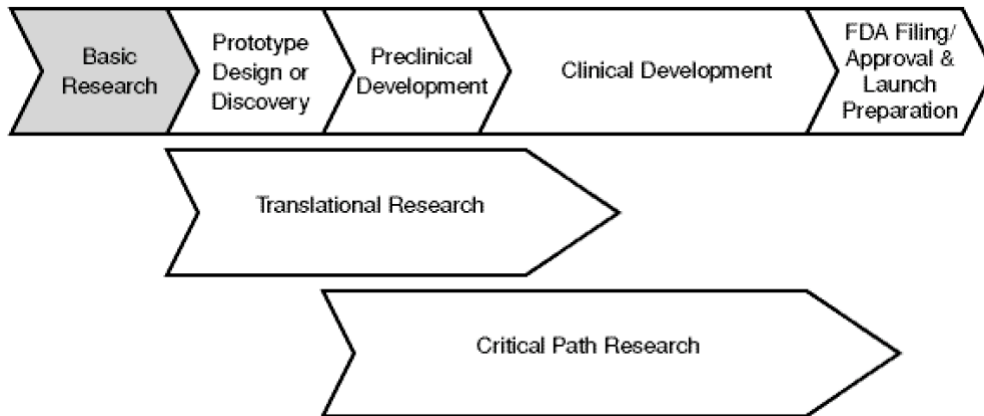 Basic
Research
Prototype
Design or
Discovery
Preclinical
Development
Clinical Development
FDA Filing/
Approval &
Launch
Preparation
Translational Research
Critical Path Research